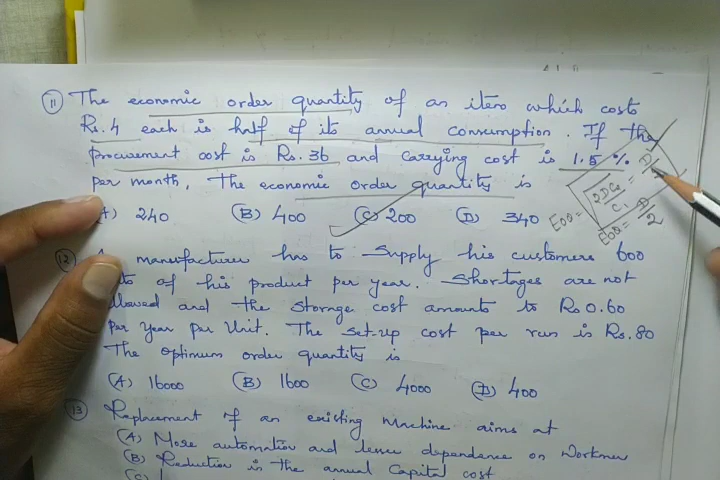 11 The economic order quantity of an item which costs
Rs. 4 each is half of its annual consumption. If the
procurement cost is Rs. 36 and carrying cost is 1.5 %
per month, The economic order quantity is
A) 240 (B) 400 (C) 200 (D) 340
EOQ = √2DC₀/C₁ = D/2
EOQ = D/2
12 manufacturer has to supply his customers 600
of his product per year. Shortages are not
and the storage cost amounts to Rs 0.60
Per year per Unit. The set-up cost per run is Rs. 80
The optimum order quantity is
(A) 16000 (B) 1600 (C) 4000 (D) 400
13 Replacement of an existing Machine aims at
(A) More automation and lesser dependence on Workmen
(B) Reduction in the annual Capital cost